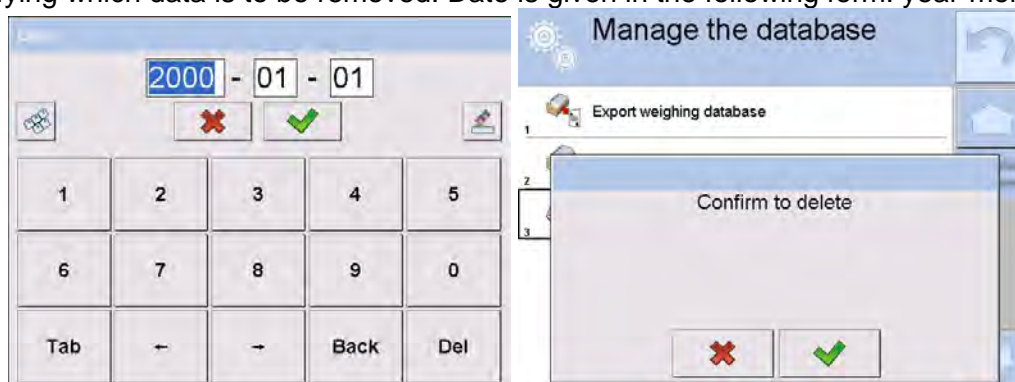 which data is to be removed. Date is given in the following form: year
2000 - 01 - 01
1 2 3 4 5
6 7 8 9 0
Tab ← → Back Del
Manage the database
1 Export weighing database
2
3
Confirm to delete